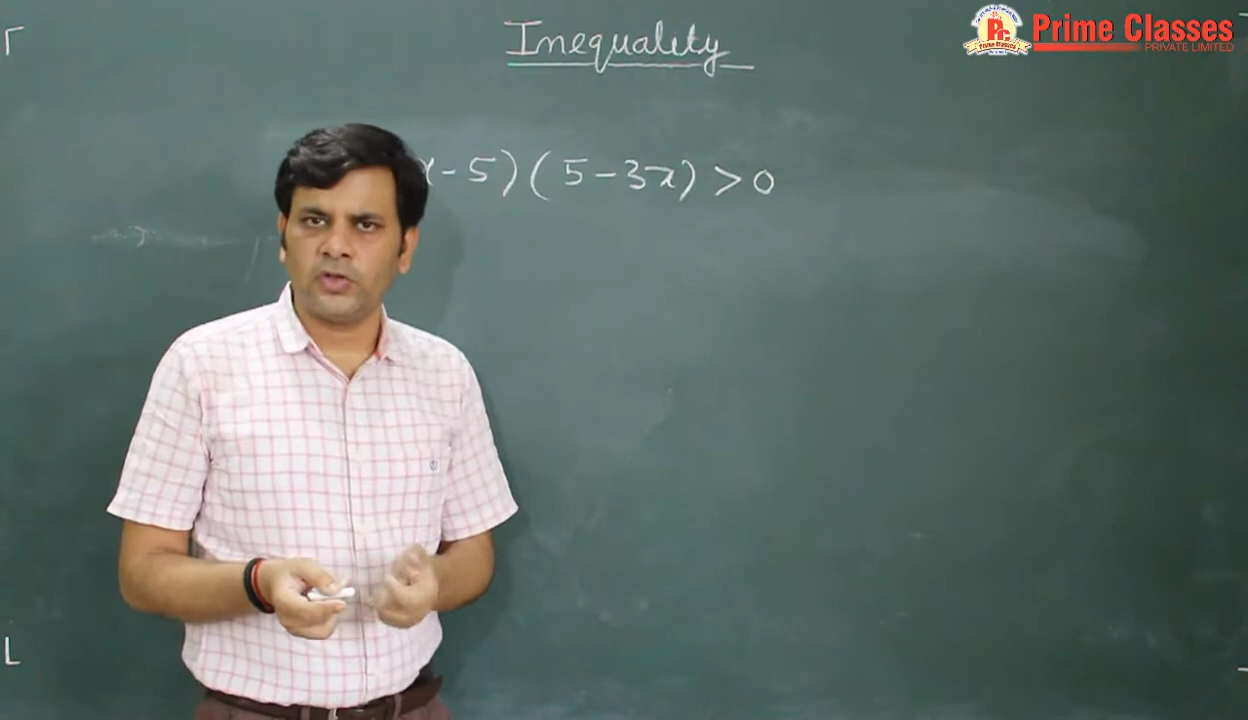 Inequality
Prime Classes
PRIVATE LIMITED
x - 5) (5 - 3x) > 0